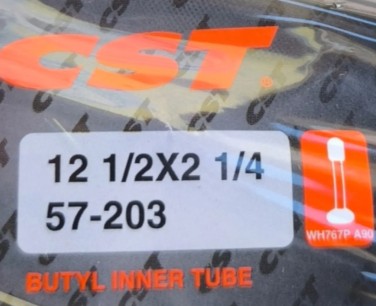 CST
12 1/2X2 1/4
57-203
WH767P A90
BUTYL INNER TUBE